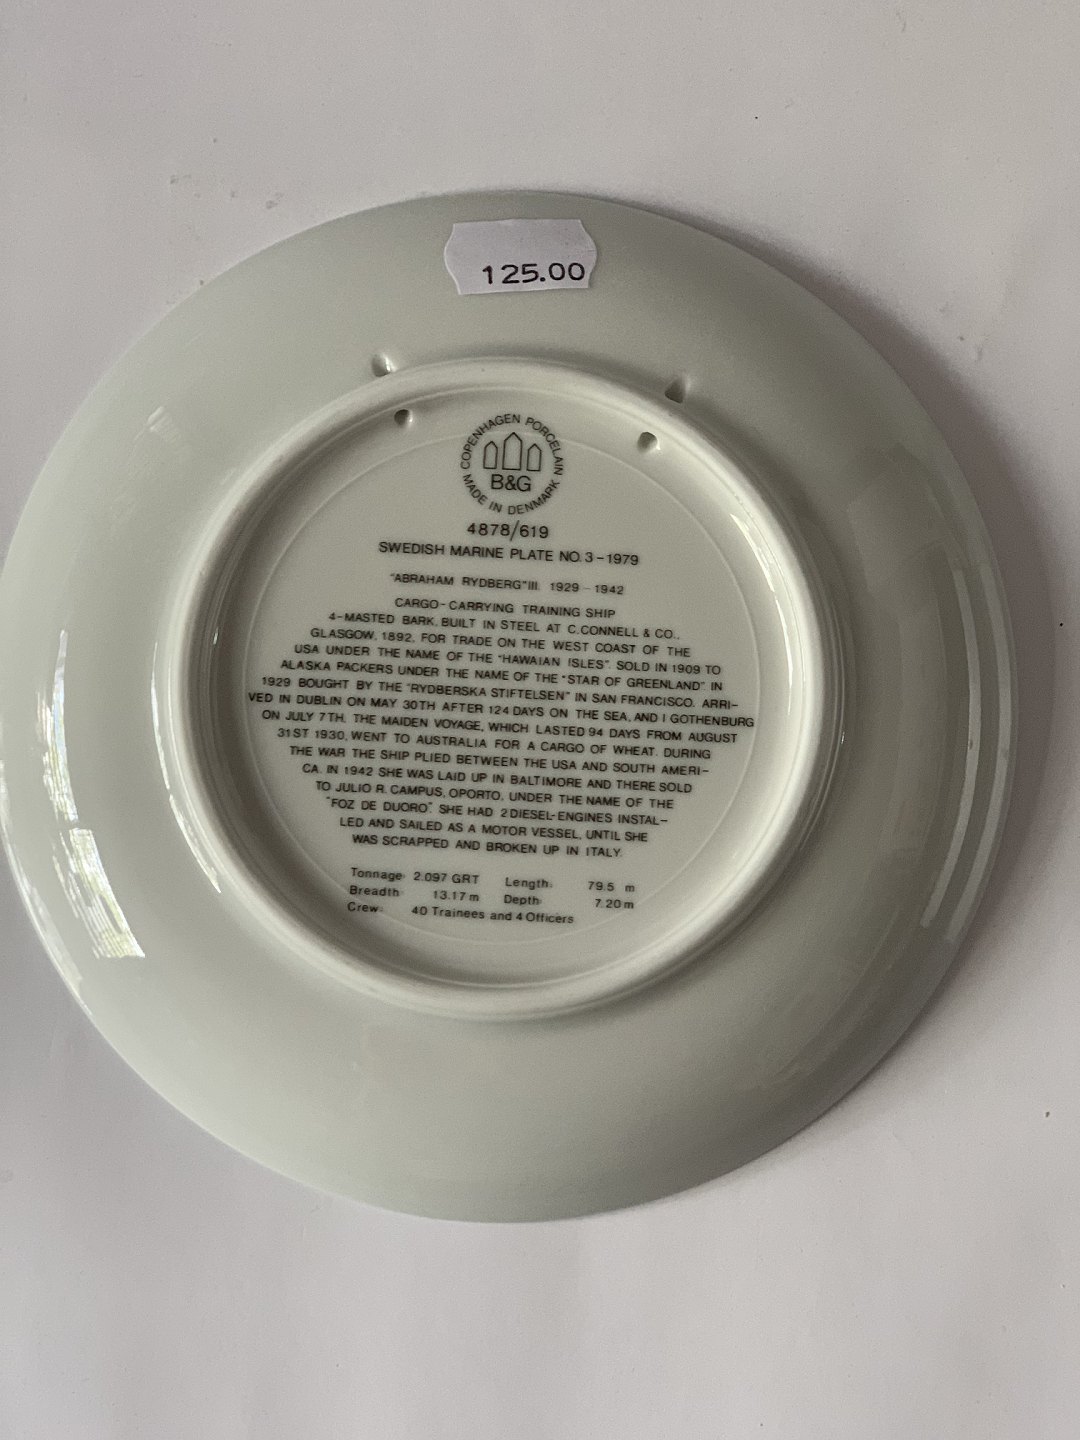 125.00
COPENHAGEN PORCELAIN
B&G
MADE IN DENMARK
4878/619
SWEDISH MARINE PLATE NO. 3 - 1979
"ABRAHAM RYDBERG" III. 1929 - 1942
CARGO-CARRYING TRAINING SHIP
4-MASTED BARK. BUILT IN STEEL AT C. CONNELL & CO.,
GLASGOW, 1892, FOR TRADE ON THE WEST COAST OF THE
USA UNDER THE NAME OF THE "HAWAIAN ISLES". SOLD IN 1909 TO
ALASKA PACKERS UNDER THE NAME OF THE "STAR OF GREENLAND". IN
1929 BOUGHT BY THE "RYDBERSKA STIFTELSEN" IN SAN FRANCISCO. ARRI-
VED IN DUBLIN ON MAY 30TH AFTER 124 DAYS ON THE SEA, AND I GOTHENBURG
ON JULY 7TH. THE MAIDEN VOYAGE, WHICH LASTED 94 DAYS FROM AUGUST
31ST 1930, WENT TO AUSTRALIA FOR A CARGO OF WHEAT. DURING
THE WAR THE SHIP PLIED BETWEEN THE USA AND SOUTH AMERI-
CA. IN 1942 SHE WAS LAID UP IN BALTIMORE AND THERE SOLD
TO JULIO R. CAMPUS, OPORTO, UNDER THE NAME OF THE
"FOZ DE DUORO". SHE HAD 2 DIESEL-ENGINES INSTAL-
LED AND SAILED AS A MOTOR VESSEL, UNTIL SHE
WAS SCRAPPED AND BROKEN UP IN ITALY.
Tonnage: 2.097 GRT Length: 79.5 m
Breadth: 13.17 m Depth: 7.20 m
Crew: 40 Trainees and 4 Officers